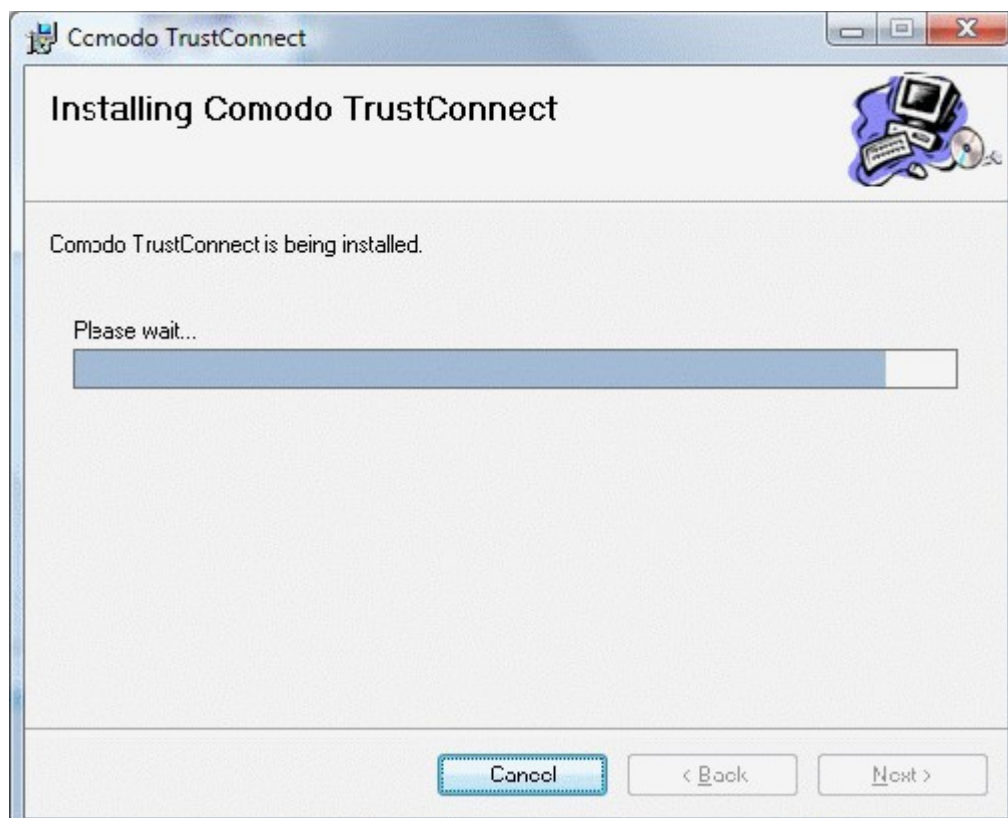 Comodo TrustConnect
Installing Comodo TrustConnect
Comodo TrustConnect is being installed.
Please wait...
Cancel
< Back
Next >